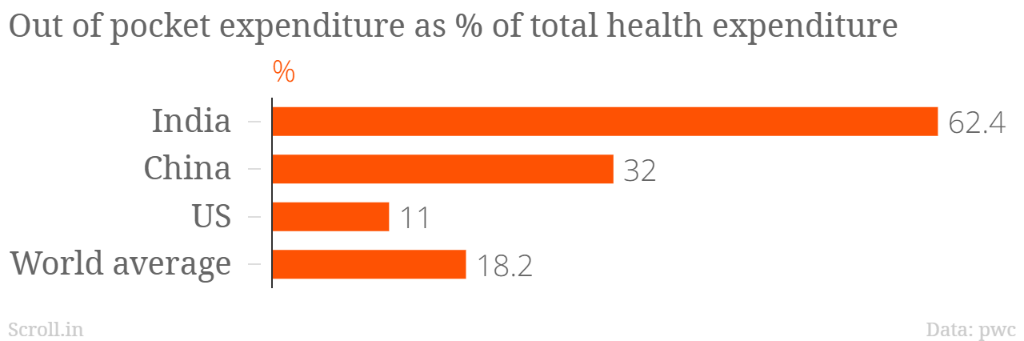 Out of pocket expenditure as % of total health expenditure
%
India 62.4
China 32
US 11
World average 18.2
Scroll.in Data: pwc